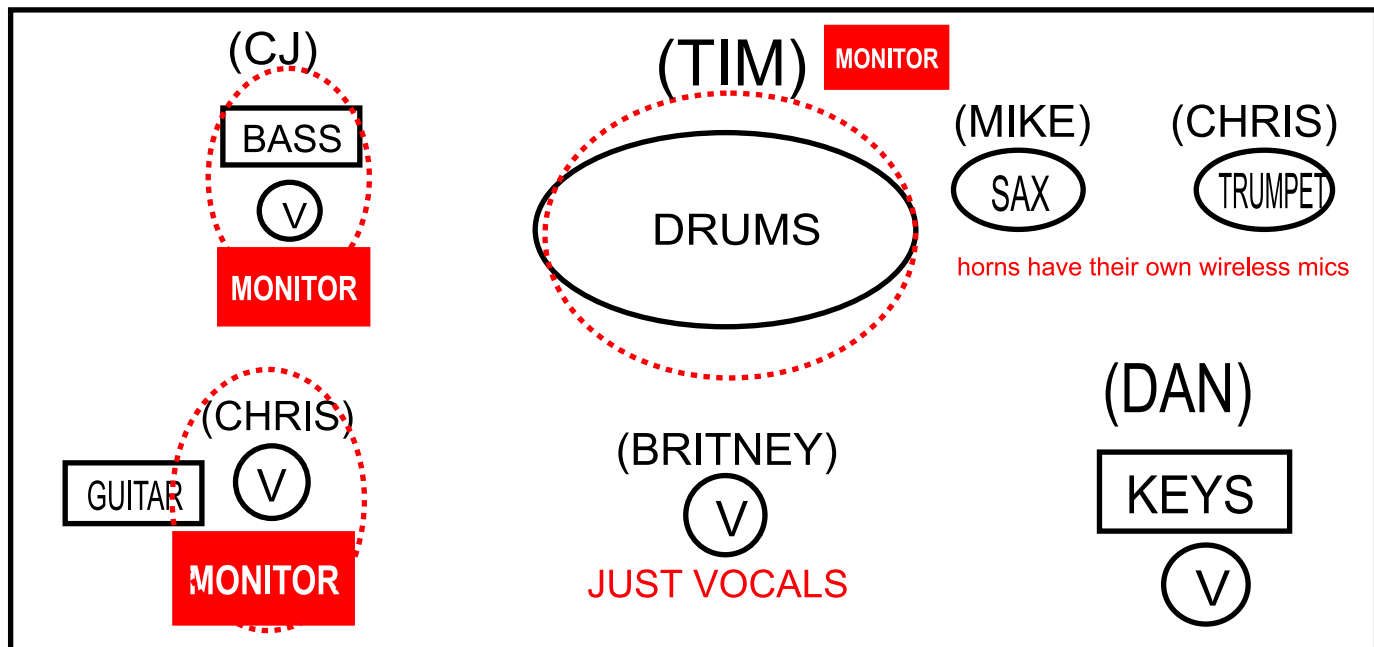 (CJ)
BASS
V
MONITOR
(TIM)
MONITOR
DRUMS
(MIKE)
SAX
(CHRIS)
TRUMPET
horns have their own wireless mics
(CHRIS)
GUITAR
V
MONITOR
(BRITNEY)
V
JUST VOCALS
(DAN)
KEYS
V